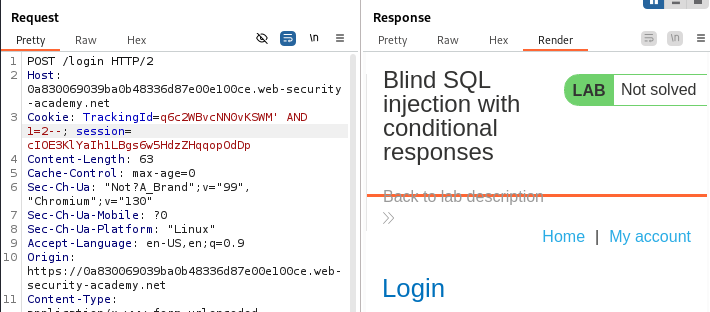 Request
Response
Pretty Raw Hex \n
Pretty Raw Hex Render \n
1 POST /login HTTP/2
2 Host:
0a830069039ba0b48336d87e00e100ce.web-security
-academy.net
3 Cookie: TrackingId=q6c2WBvcNN0vKSWM' AND
1=2--; session=
cIOE3KlYaIh1LBgs6w5HdzZHqqopOdDp
4 Content-Length: 63
5 Cache-Control: max-age=0
6 Sec-Ch-Ua: "Not?A_Brand";v="99",
"Chromium";v="130"
7 Sec-Ch-Ua-Mobile: ?0
8 Sec-Ch-Ua-Platform: "Linux"
9 Accept-Language: en-US,en;q=0.9
10 Origin:
https://0a830069039ba0b48336d87e00e100ce.web-
security-academy.net
11 Content-Type:
Blind SQL
injection with
conditional
responses
LAB Not solved
Back to lab description
Home | My account
Login